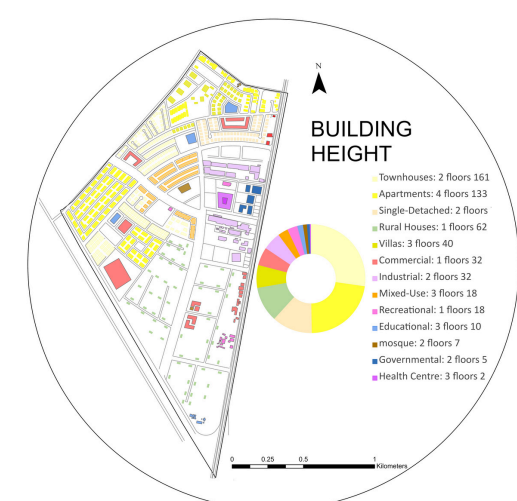 N
BUILDING
HEIGHT
Townhouses: 2 floors 161
Apartments: 4 floors 133
Single-Detached: 2 floors
Rural Houses: 1 floors 62
Villas: 3 floors 40
Commercial: 1 floors 32
Industrial: 2 floors 32
Mixed-Use: 3 floors 18
Recreational: 1 floors 18
Educational: 3 floors 10
mosque: 2 floors 7
Governmental: 2 floors 5
Health Centre: 3 floors 2
0 0.25 0.5 1
Kilometers